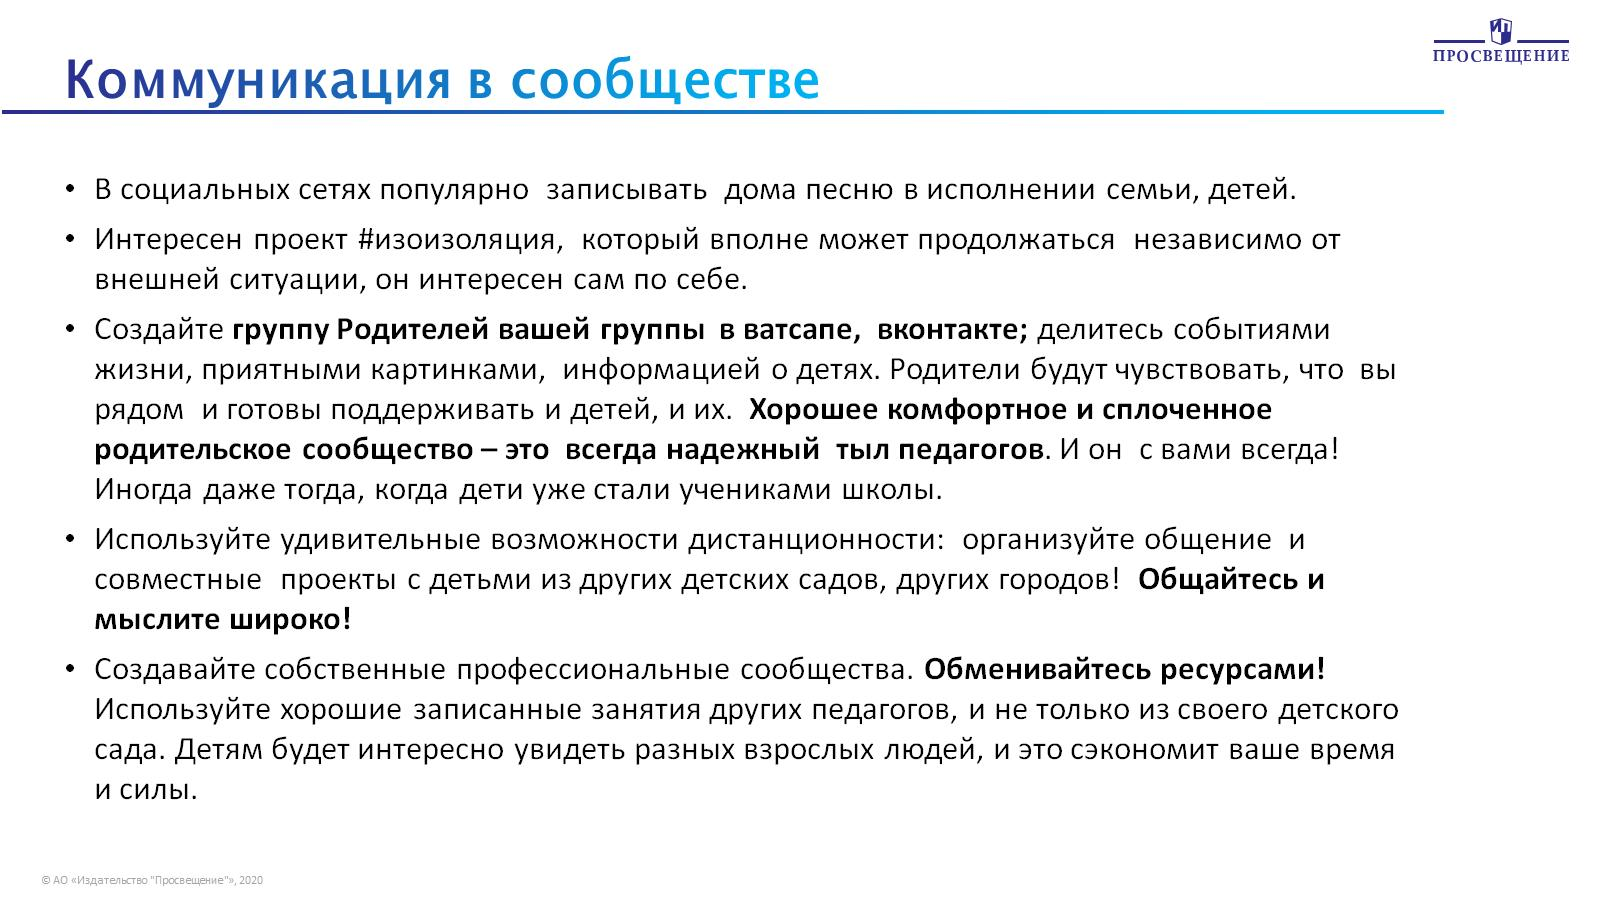 ПРОСВЕЩЕНИЕ
Коммуникация в сообществе
• В социальных сетях популярно записывать дома песню в исполнении семьи, детей.
• Интересен проект #изоизоляция, который вполне может продолжаться независимо от
внешней ситуации, он интересен сам по себе.
• Создайте группу Родителей вашей группы в ватсапе, вконтакте; делитесь событиями
жизни, приятными картинками, информацией о детях. Родители будут чувствовать, что вы
рядом и готовы поддерживать и детей, и их. Хорошее комфортное и сплоченное
родительское сообщество – это всегда надежный тыл педагогов. И он с вами всегда!
Иногда даже тогда, когда дети уже стали учениками школы.
• Используйте удивительные возможности дистанционности: организуйте общение и
совместные проекты с детьми из других детских садов, других городов! Общайтесь и
мыслите широко!
• Создавайте собственные профессиональные сообщества. Обменивайтесь ресурсами!
Используйте хорошие записанные занятия других педагогов, и не только из своего детского
сада. Детям будет интересно увидеть разных взрослых людей, и это сэкономит ваше время
и силы.
© АО «Издательство "Просвещение"», 2020